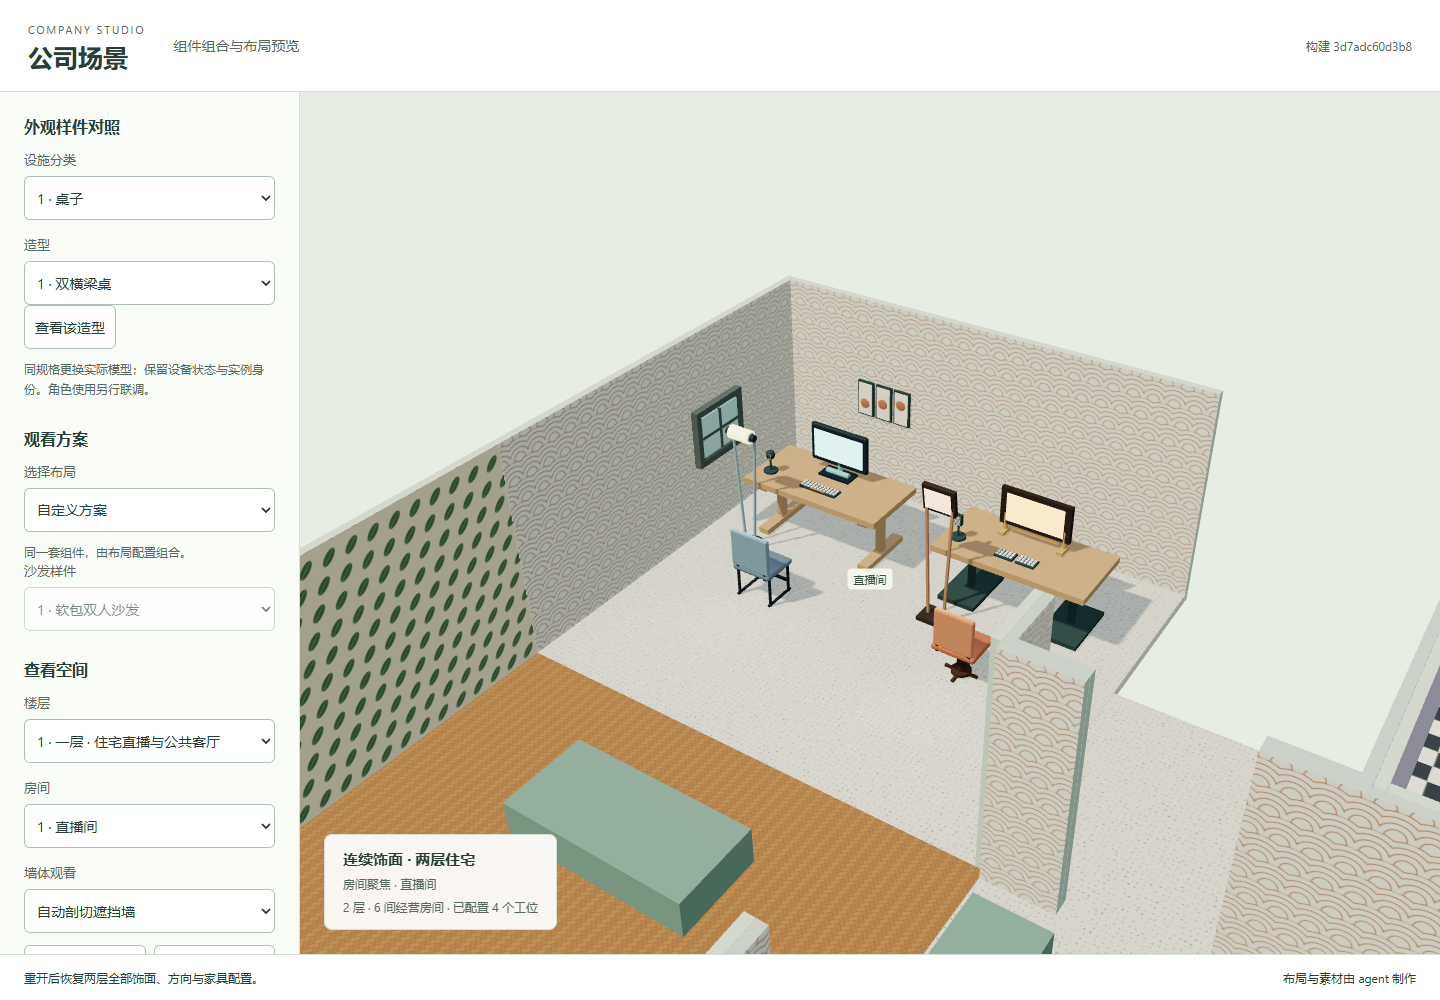 COMPANY STUDIO
公司场景
组件组合与布局预览
构建 3d7adc60d3b8
外观样件对照
设施分类
1 · 桌子
造型
1 · 双横梁桌
查看该造型
同规格更换实际模型；保留设备状态与实例身
份。角色使用另行联调。
观看方案
选择布局
自定义方案
同一套组件，由布局配置组合。
沙发样件
1 · 软包双人沙发
查看空间
楼层
1 · 一层 · 住宅直播与公共客厅
房间
1 · 直播间
墙体观看
自动剖切遮挡墙
直播间
连续饰面 · 两层住宅
房间聚焦 · 直播间
2 层 · 6 间经营房间 · 已配置 4 个工位
重开后恢复两层全部饰面、方向与家具配置。
布局与素材由 agent 制作